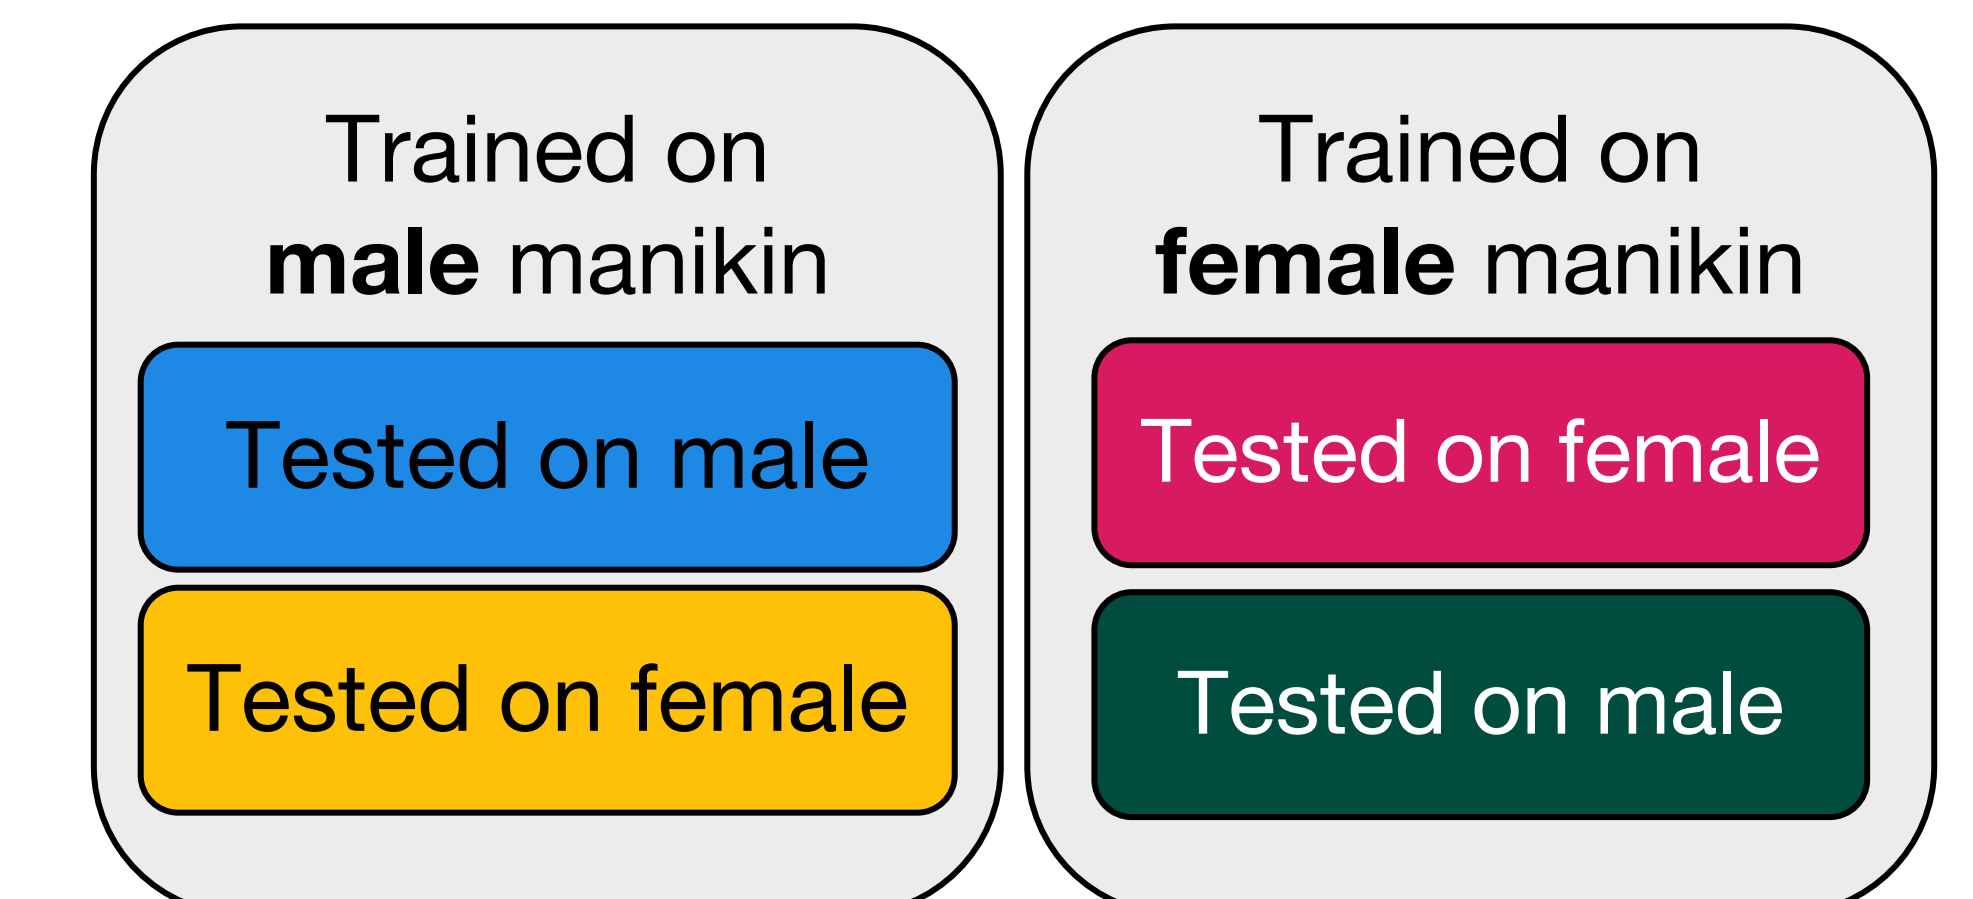 Trained on
male manikin
Tested on male
Tested on female
Trained on
female manikin
Tested on female
Tested on male